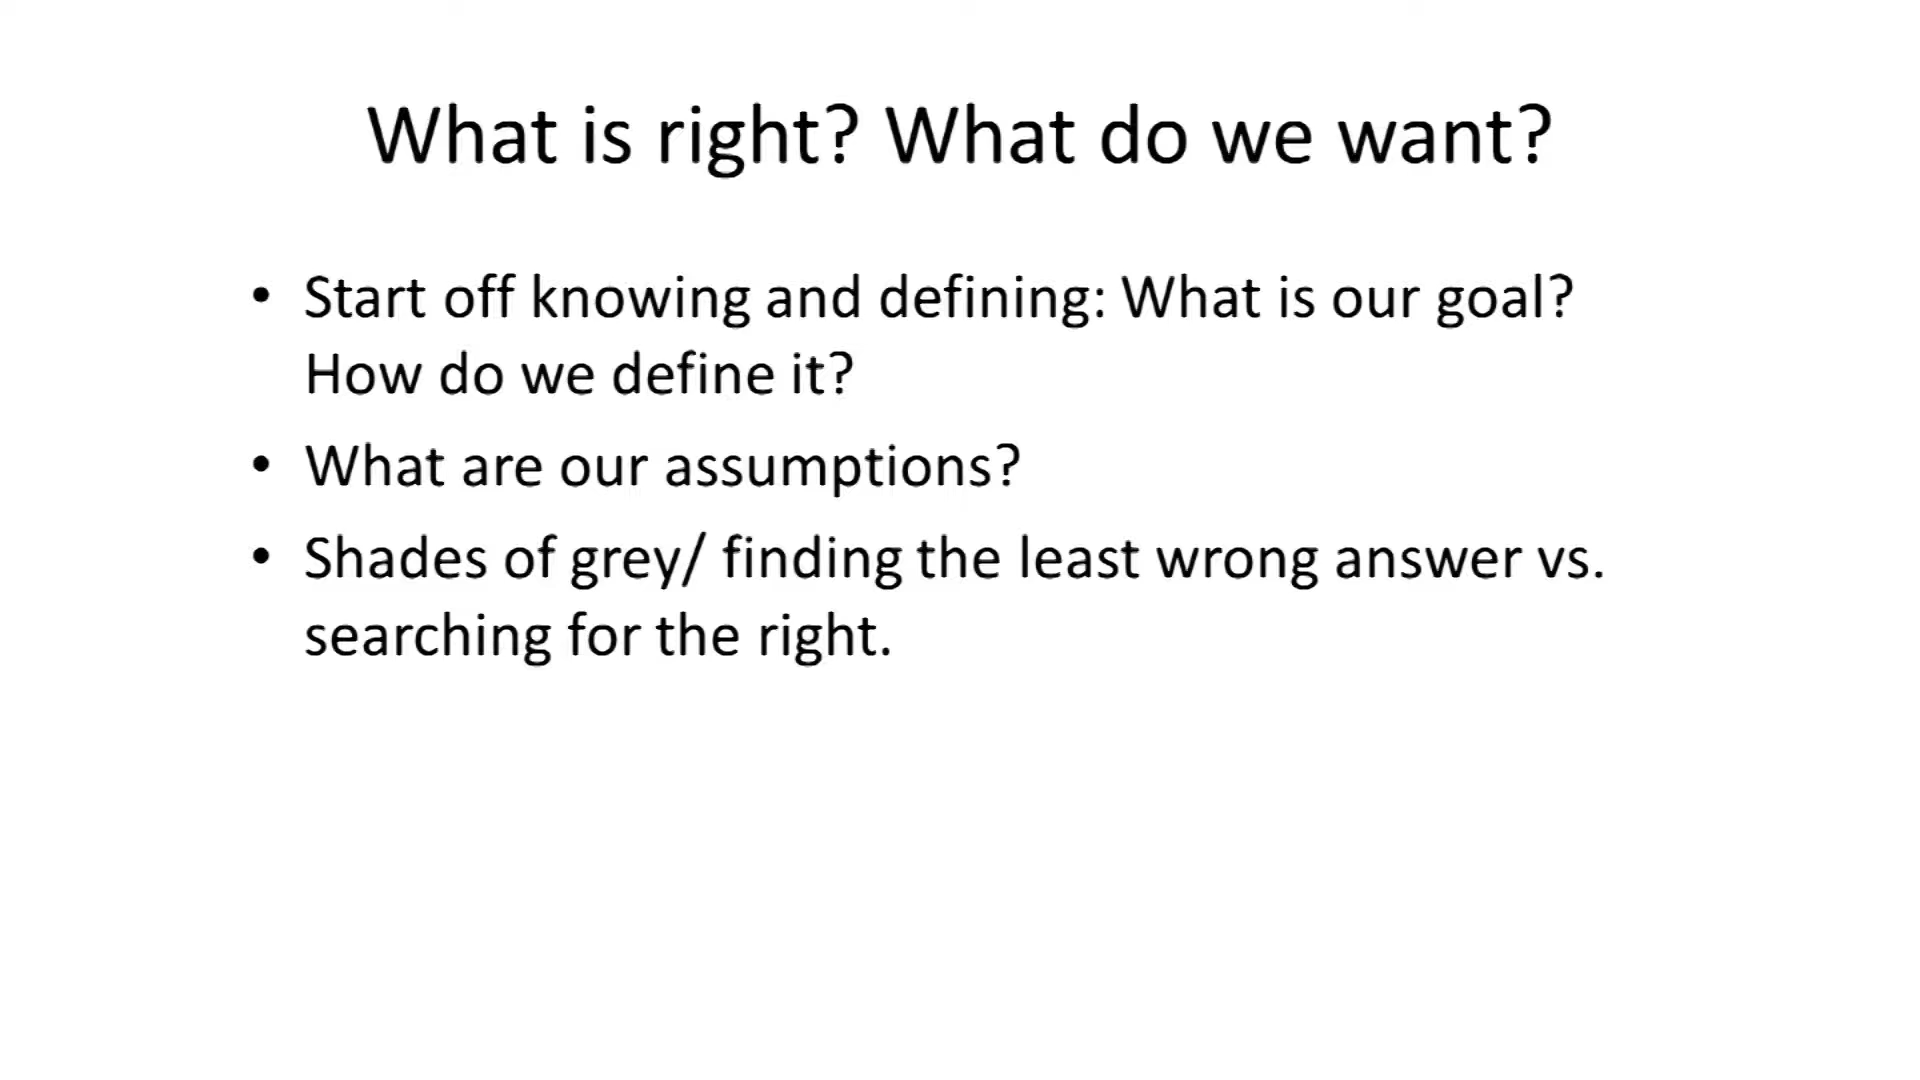 What is right? What do we want?
• Start off knowing and defining: What is our goal?
How do we define it?
• What are our assumptions?
• Shades of grey/ finding the least wrong answer vs.
searching for the right.